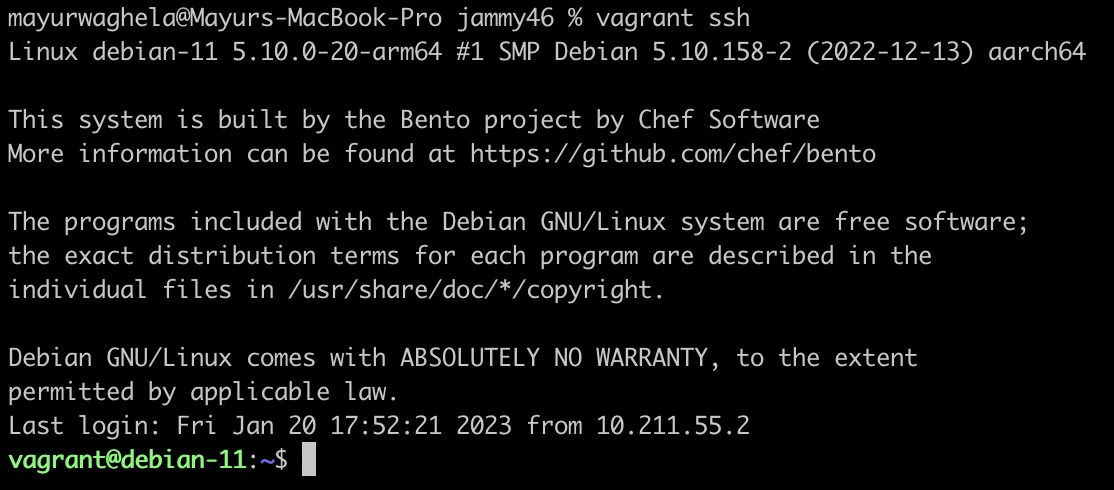 mayurwaghela@Mayurs-MacBook-Pro jammy46 % vagrant ssh
Linux debian-11 5.10.0-20-arm64 #1 SMP Debian 5.10.158-2 (2022-12-13) aarch64
This system is built by the Bento project by Chef Software
More information can be found at https://github.com/chef/bento
The programs included with the Debian GNU/Linux system are free software;
the exact distribution terms for each program are described in the
individual files in /usr/share/doc/*/copyright.
Debian GNU/Linux comes with ABSOLUTELY NO WARRANTY, to the extent
permitted by applicable law.
Last login: Fri Jan 20 17:52:21 2023 from 10.211.55.2
vagrant@debian-11:~$